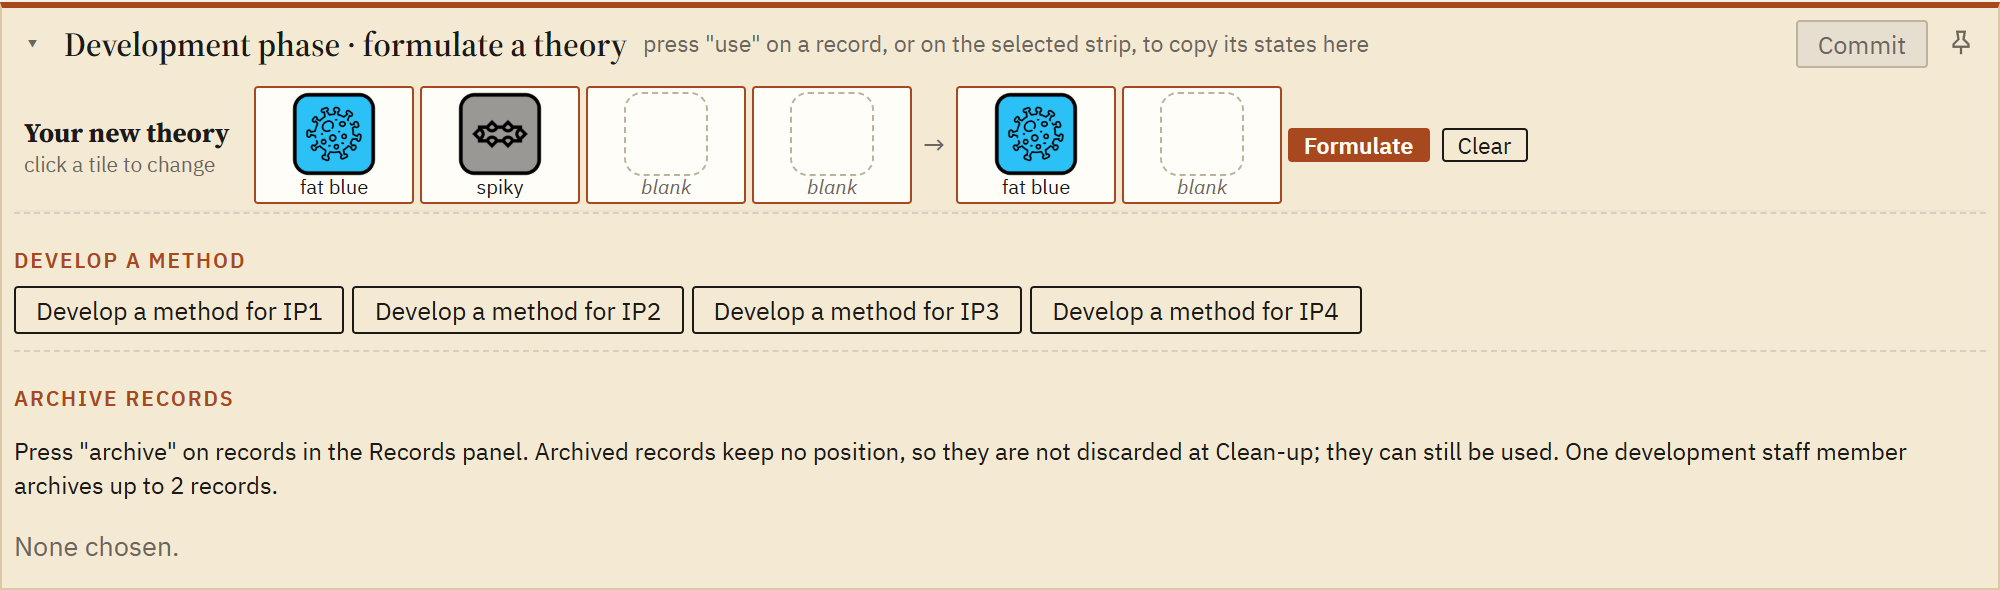 Development phase · formulate a theory press "use" on a record, or on the selected strip, to copy its states here Commit
Your new theory
click a tile to change
fat blue spiky blank blank → fat blue blank
Formulate Clear
DEVELOP A METHOD
Develop a method for IP1 Develop a method for IP2 Develop a method for IP3 Develop a method for IP4
ARCHIVE RECORDS
Press "archive" on records in the Records panel. Archived records keep no position, so they are not discarded at Clean-up; they can still be used. One development staff member
archives up to 2 records.
None chosen.